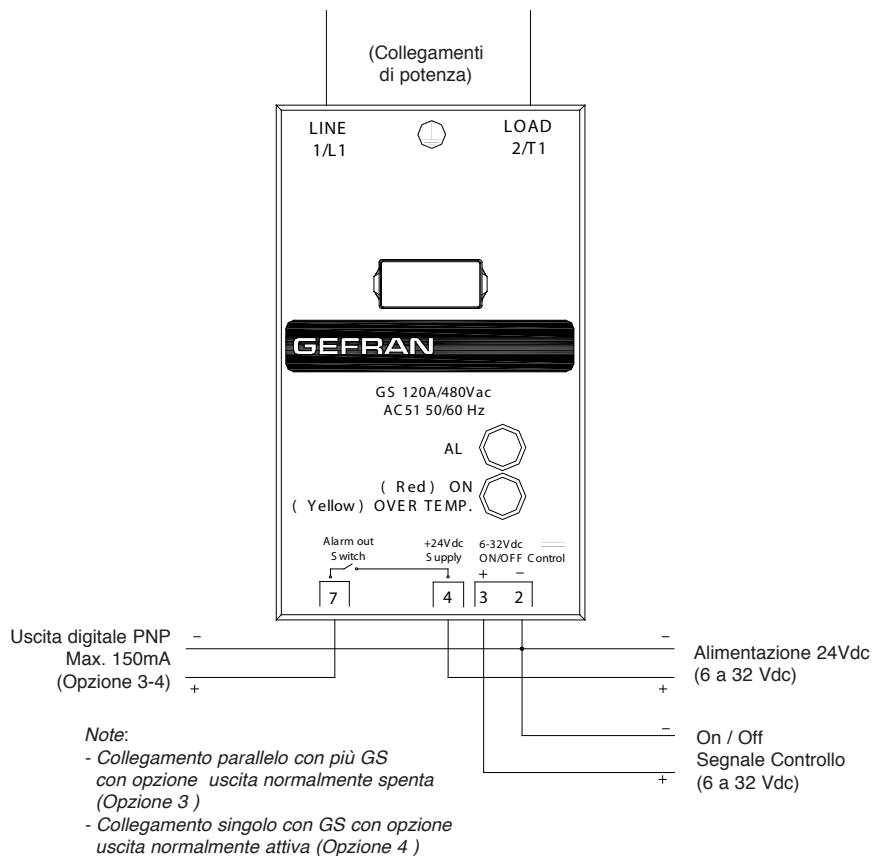 (Collegamenti
di potenza)
LINE
1/L1
LOAD
2/T1
GEFRAN
GS 120A/480Vac
AC51 50/60 Hz
AL
( Red) ON
( Yellow) OVER TEMP.
Alarm out
Switch
+24Vdc
Supply
6-32Vdc
ON/OFF Control
+ −
7
4
3
2
Uscita digitale PNP −
Max. 150mA
(Opzione 3-4) +
− Alimentazione 24Vdc
+ (6 a 32 Vdc)
− On / Off
Segnale Controllo
+ (6 a 32 Vdc)
Note:
- Collegamento parallelo con più GS
con opzione uscita normalmente spenta
(Opzione 3 )
- Collegamento singolo con GS con opzione
uscita normalmente attiva (Opzione 4 )